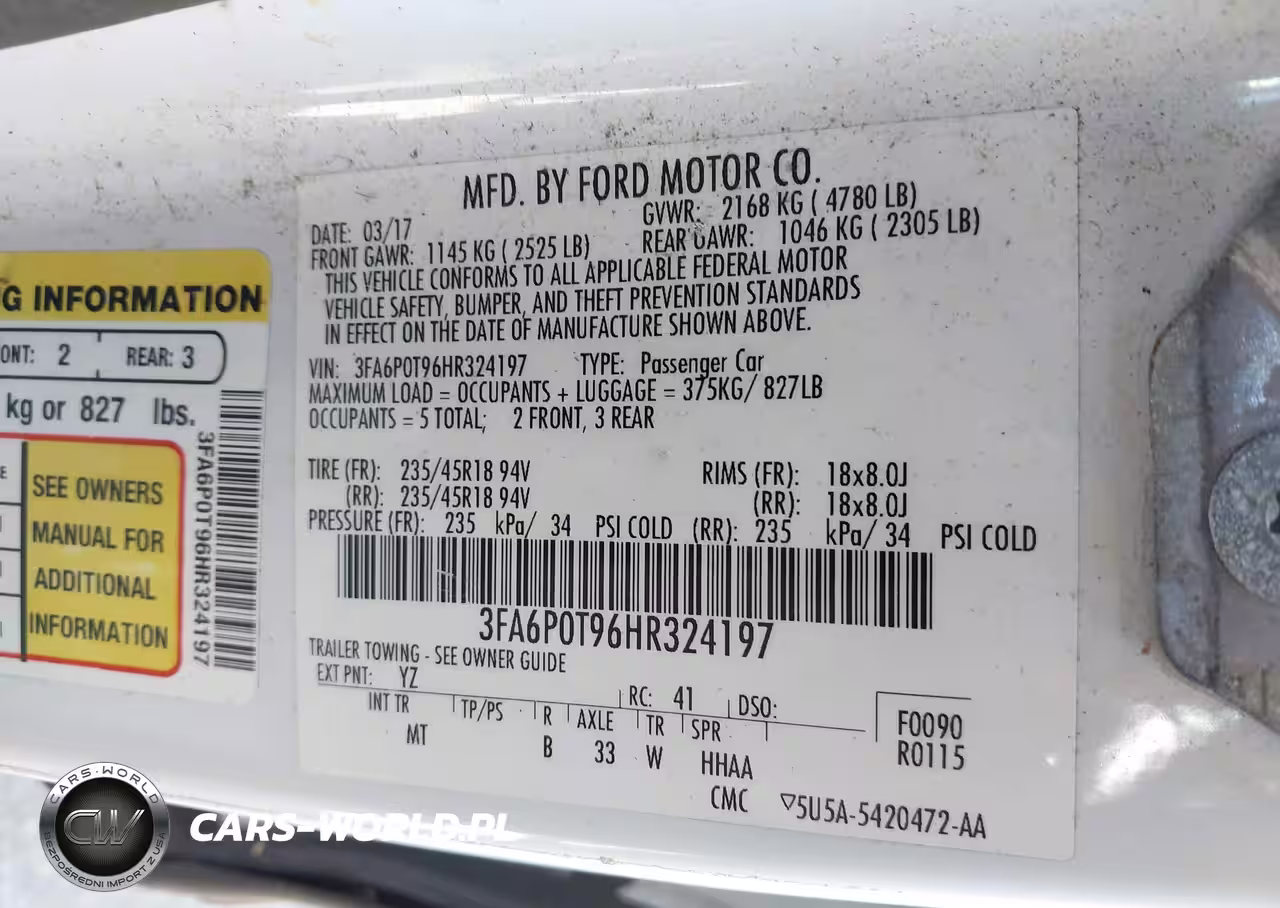 MFD. BY FORD MOTOR CO.
DATE: 03/17
GVWR: 2168 KG ( 4780 LB)
FRONT GAWR: 1145 KG ( 2525 LB)
REAR GAWR: 1046 KG ( 2305 LB)
THIS VEHICLE CONFORMS TO ALL APPLICABLE FEDERAL MOTOR
VEHICLE SAFETY, BUMPER, AND THEFT PREVENTION STANDARDS
IN EFFECT ON THE DATE OF MANUFACTURE SHOWN ABOVE.
VIN: 3FA6P0T96HR324197 TYPE: Passenger Car
MAXIMUM LOAD = OCCUPANTS + LUGGAGE = 375KG/ 827LB
OCCUPANTS = 5 TOTAL; 2 FRONT, 3 REAR
TIRE (FR): 235/45R18 94V RIMS (FR): 18x8.0J
(RR): 235/45R18 94V (RR): 18x8.0J
PRESSURE (FR): 235 kPa/ 34 PSI COLD (RR): 235 kPa/ 34 PSI COLD
3FA6P0T96HR324197
TRAILER TOWING - SEE OWNER GUIDE
EXT PNT: YZ RC: 41 DSO:
INT TR TP/PS R AXLE TR SPR
MT B 33 W HHAA
CMC
F0090
R0115
▽5U5A-5420472-AA
G INFORMATION
ONT: 2 REAR: 3
kg or 827 lbs.
SEE OWNERS
MANUAL FOR
ADDITIONAL
INFORMATION
3FA6P0T96HR324197
CARS-WORLD
CW
BEZPOŚREDNI IMPORT Z USA
CARS-WORLD.PL